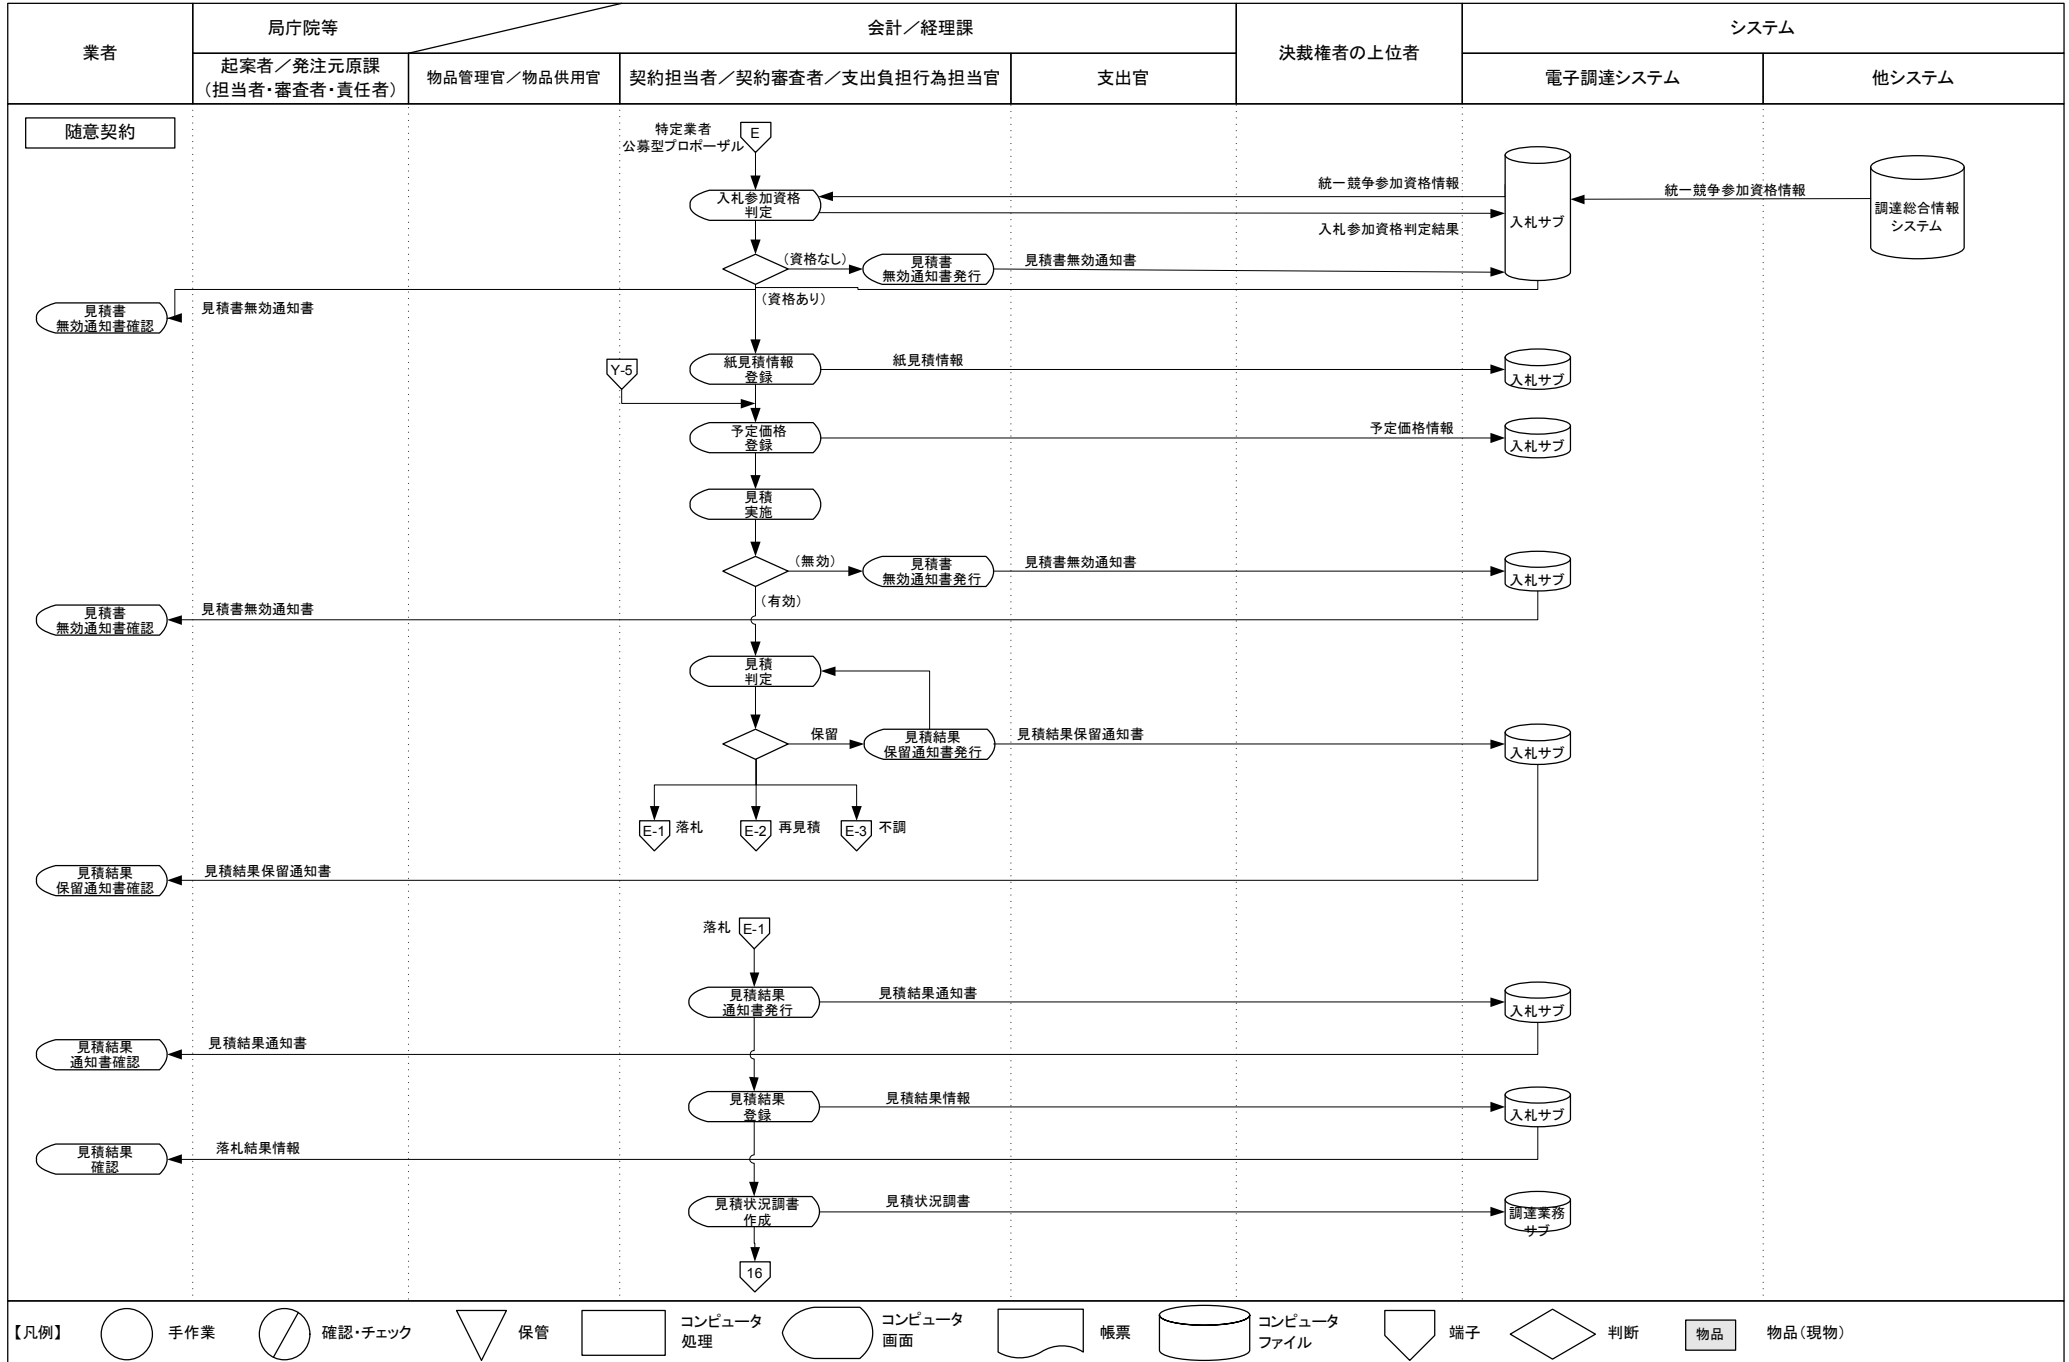 業者
局庁院等
会計／経理課
決裁権者の上位者
システム
起案者／発注元原課
（担当者・審査者・責任者）
物品管理官／物品供用官
契約担当者／契約審査者／支出負担行為担当官
支出官
電子調達システム
他システム
随意契約
特定業者
公募型プロポーザル
E
入札参加資格
判定
統一競争参加資格情報
入札参加資格判定結果
入札サブ
統一競争参加資格情報
調達総合情報
システム
（資格なし）
見積書
無効通知書発行
見積書無効通知書
（資格あり）
見積書
無効通知書確認
見積書無効通知書
Y-5
紙見積情報
登録
紙見積情報
入札サブ
予定価格
登録
予定価格情報
入札サブ
見積
実施
（無効）
見積書
無効通知書発行
見積書無効通知書
入札サブ
（有効）
見積書
無効通知書確認
見積書無効通知書
見積
判定
保留
見積結果
保留通知書発行
見積結果保留通知書
入札サブ
E-1
落札
E-2
再見積
E-3
不調
見積結果
保留通知書確認
見積結果保留通知書
落札
E-1
見積結果
通知書発行
見積結果通知書
入札サブ
見積結果
通知書確認
見積結果通知書
見積結果
登録
見積結果情報
入札サブ
見積結果
確認
落札結果情報
見積状況調書
作成
見積状況調書
調達業務
サブ
16
【凡例】
手作業
確認・チェック
保管
コンピュータ
処理
コンピュータ
画面
帳票
コンピュータ
ファイル
端子
判断
物品
物品（現物）